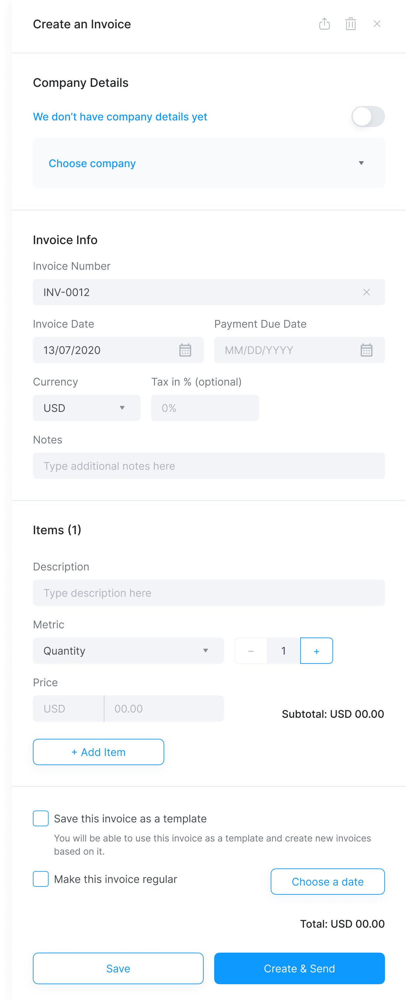 Create an Invoice
Company Details
We don’t have company details yet
Choose company
Invoice Info
Invoice Number
INV-0012
Invoice Date
Payment Due Date
13/07/2020
MM/DD/YYYY
Currency
Tax in % (optional)
USD
0%
Notes
Type additional notes here
Items (1)
Description
Type description here
Metric
Quantity
− 1 +
Price
USD
00.00
Subtotal: USD 00.00
+ Add Item
Save this invoice as a template
You will be able to use this invoice as a template and create new invoices
based on it.
Make this invoice regular
Choose a date
Total: USD 00.00
Save
Create & Send